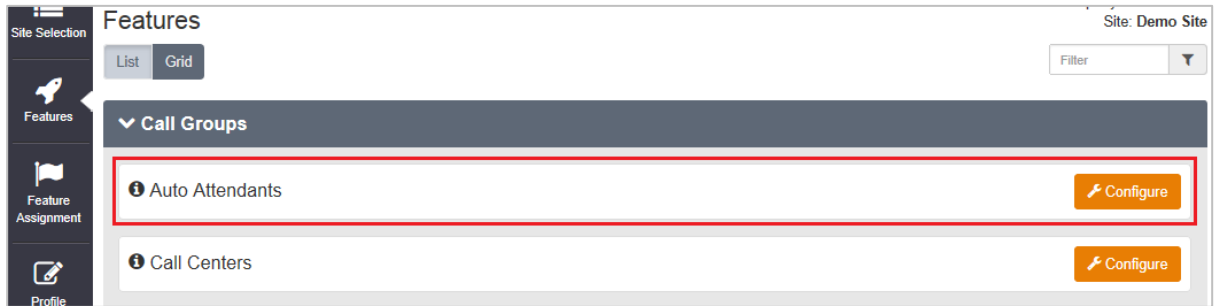 Site Selection
Features
Feature
Assignment
Profile
Features
Site: Demo Site
List
Grid
Filter
Call Groups
Auto Attendants
Configure
Call Centers
Configure